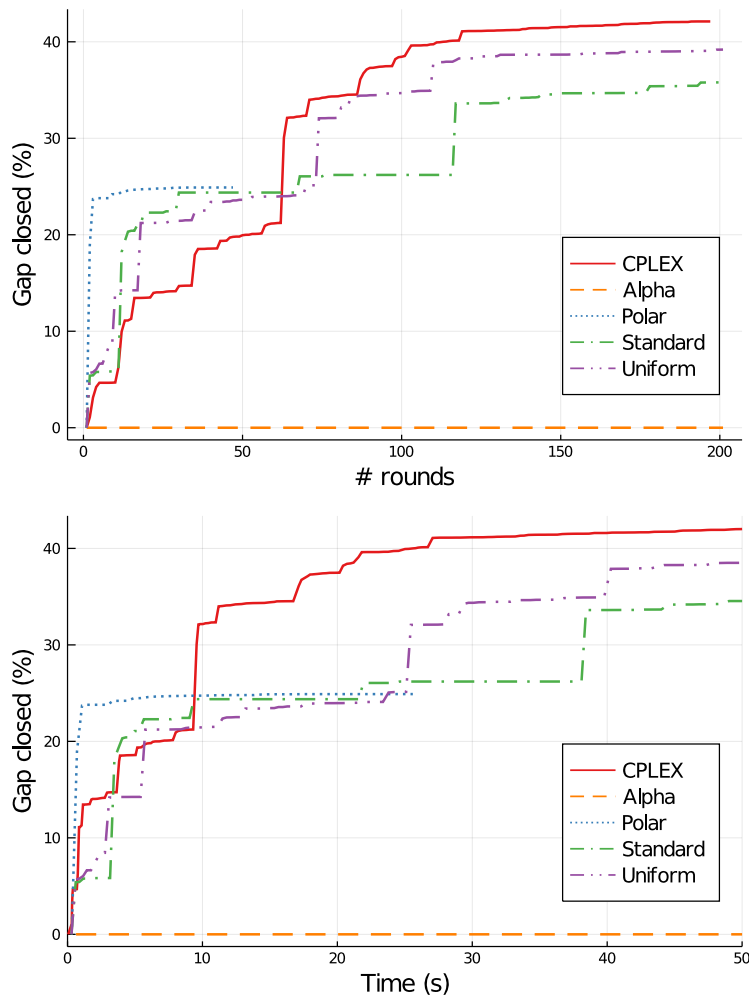 Gap closed (%)
40
30
20
10
0
0
50
100
150
200
# rounds
CPLEX
Alpha
Polar
Standard
Uniform
Gap closed (%)
40
30
20
10
0
0
10
20
30
40
50
Time (s)
CPLEX
Alpha
Polar
Standard
Uniform